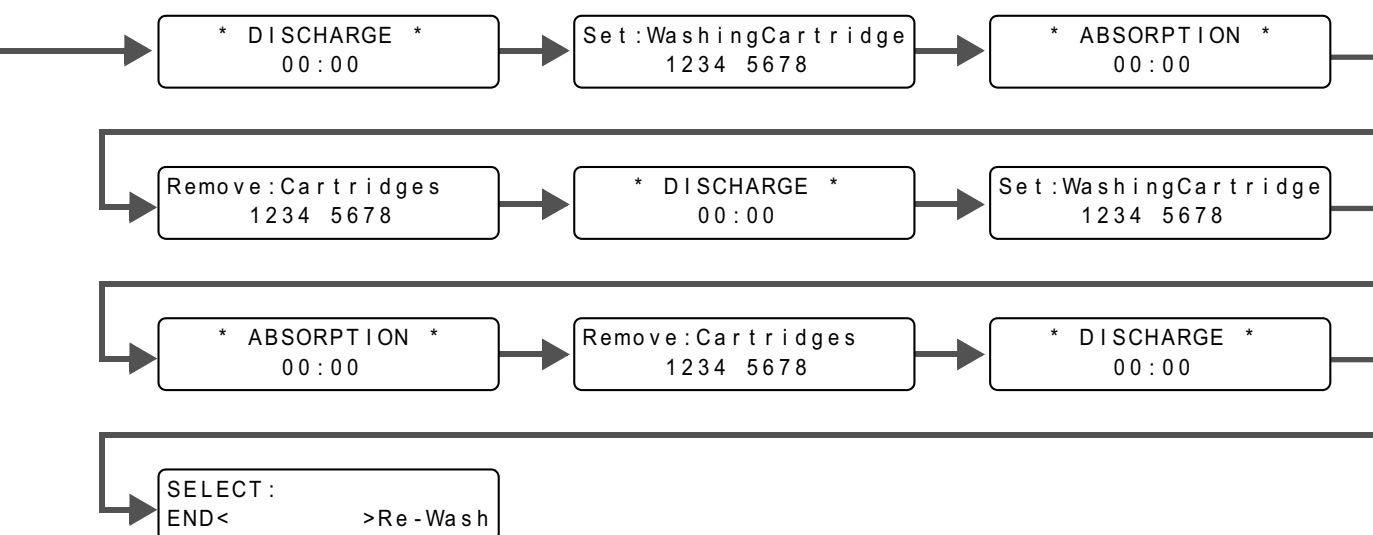 * DISCHARGE *
00:00
Set:WashingCartridge
1234 5678
* ABSORPTION *
00:00
Remove:Cartridges
1234 5678
* DISCHARGE *
00:00
Set:WashingCartridge
1234 5678
* ABSORPTION *
00:00
Remove:Cartridges
1234 5678
* DISCHARGE *
00:00
SELECT:
END< >Re-Wash